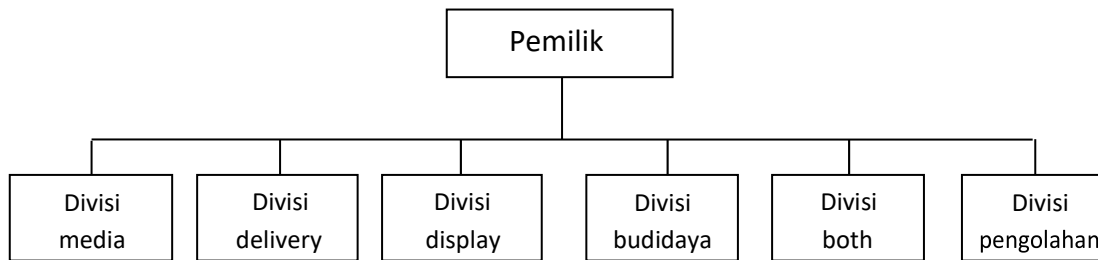 Pemilik
Divisi
media
Divisi
delivery
Divisi
display
Divisi
budidaya
Divisi
both
Divisi
pengolahan